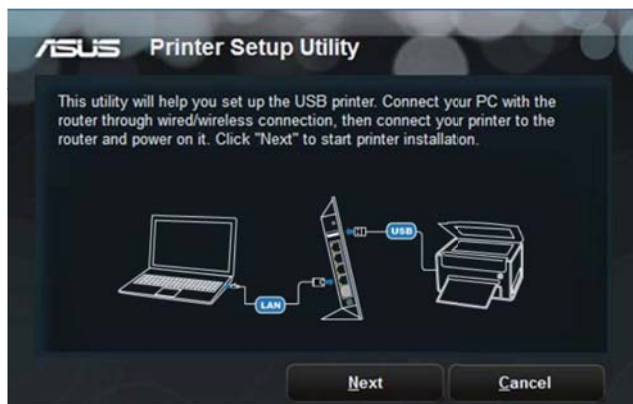 ASUS Printer Setup Utility
This utility will help you set up the USB printer. Connect your PC with the
router through wired/wireless connection, then connect your printer to the
router and power on it. Click "Next" to start printer installation.
USB
LAN
Next Cancel